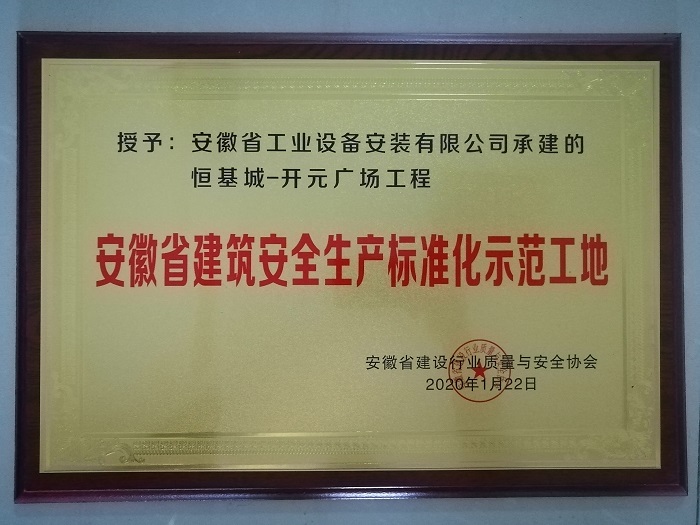 授予：安徽省工业设备安装有限公司承建的
恒基城-开元广场工程
安徽省建筑安全生产标准化示范工地
安徽省建设行业质量与安全协会
2020年1月22日